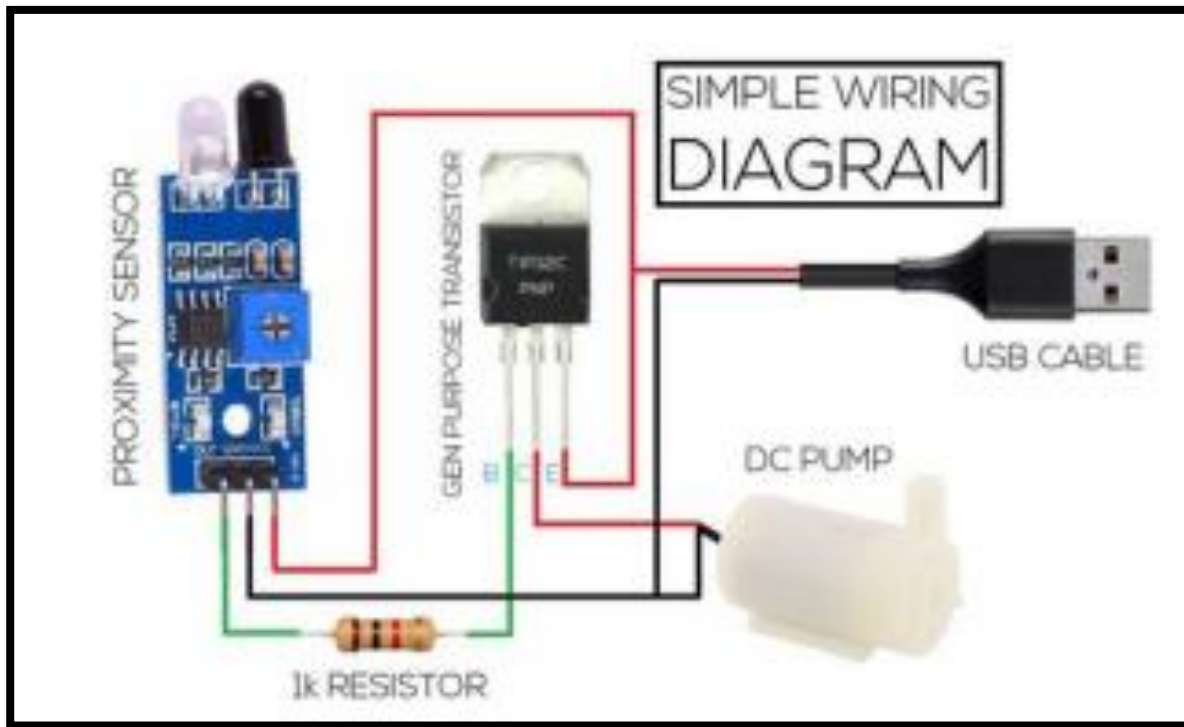 SIMPLE WIRING
DIAGRAM
PROXIMITY SENSOR
GEN PURPOSE TRANSISTOR
PNP
USB CABLE
B C E
DC PUMP
1k RESISTOR